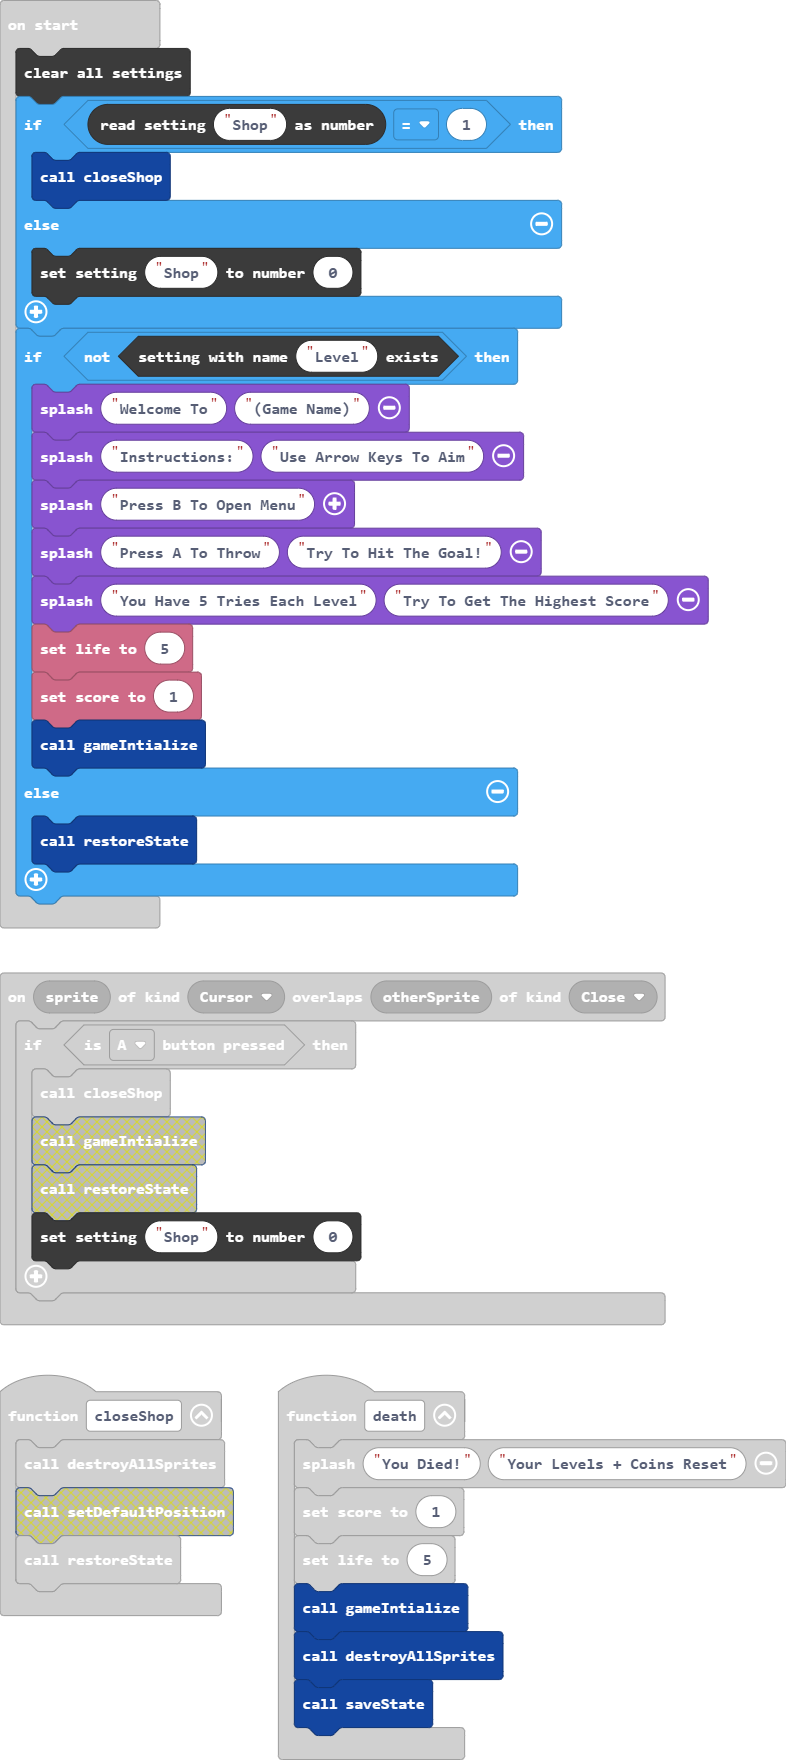 on start
clear all settings
if read setting "Shop" as number = 1 then
call closeShop
else
set setting "Shop" to number 0
if not setting with name "Level" exists then
splash "Welcome To" "(Game Name)"
splash "Instructions:" "Use Arrow Keys To Aim"
splash "Press B To Open Menu"
splash "Press A To Throw" "Try To Hit The Goal!"
splash "You Have 5 Tries Each Level" "Try To Get The Highest Score"
set life to 5
set score to 1
call gameIntialize
else
call restoreState
on sprite of kind Cursor overlaps otherSprite of kind Close
if is A button pressed then
call closeShop
call gameIntialize
call restoreState
set setting "Shop" to number 0
function closeShop
call destroyAllSprites
call setDefaultPosition
call restoreState
function death
splash "You Died!" "Your Levels + Coins Reset"
set score to 1
set life to 5
call gameIntialize
call destroyAllSprites
call saveState